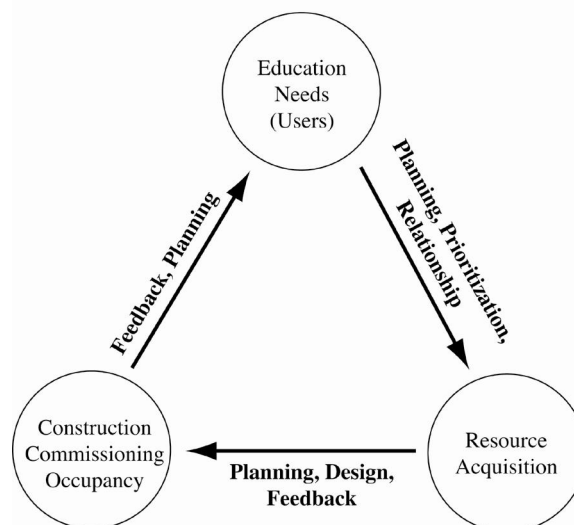 Education
Needs
(Users)
Planning, Prioritization,
Relationship
Feedback, Planning
Construction
Commissioning
Occupancy
Planning, Design,
Feedback
Resource
Acquisition